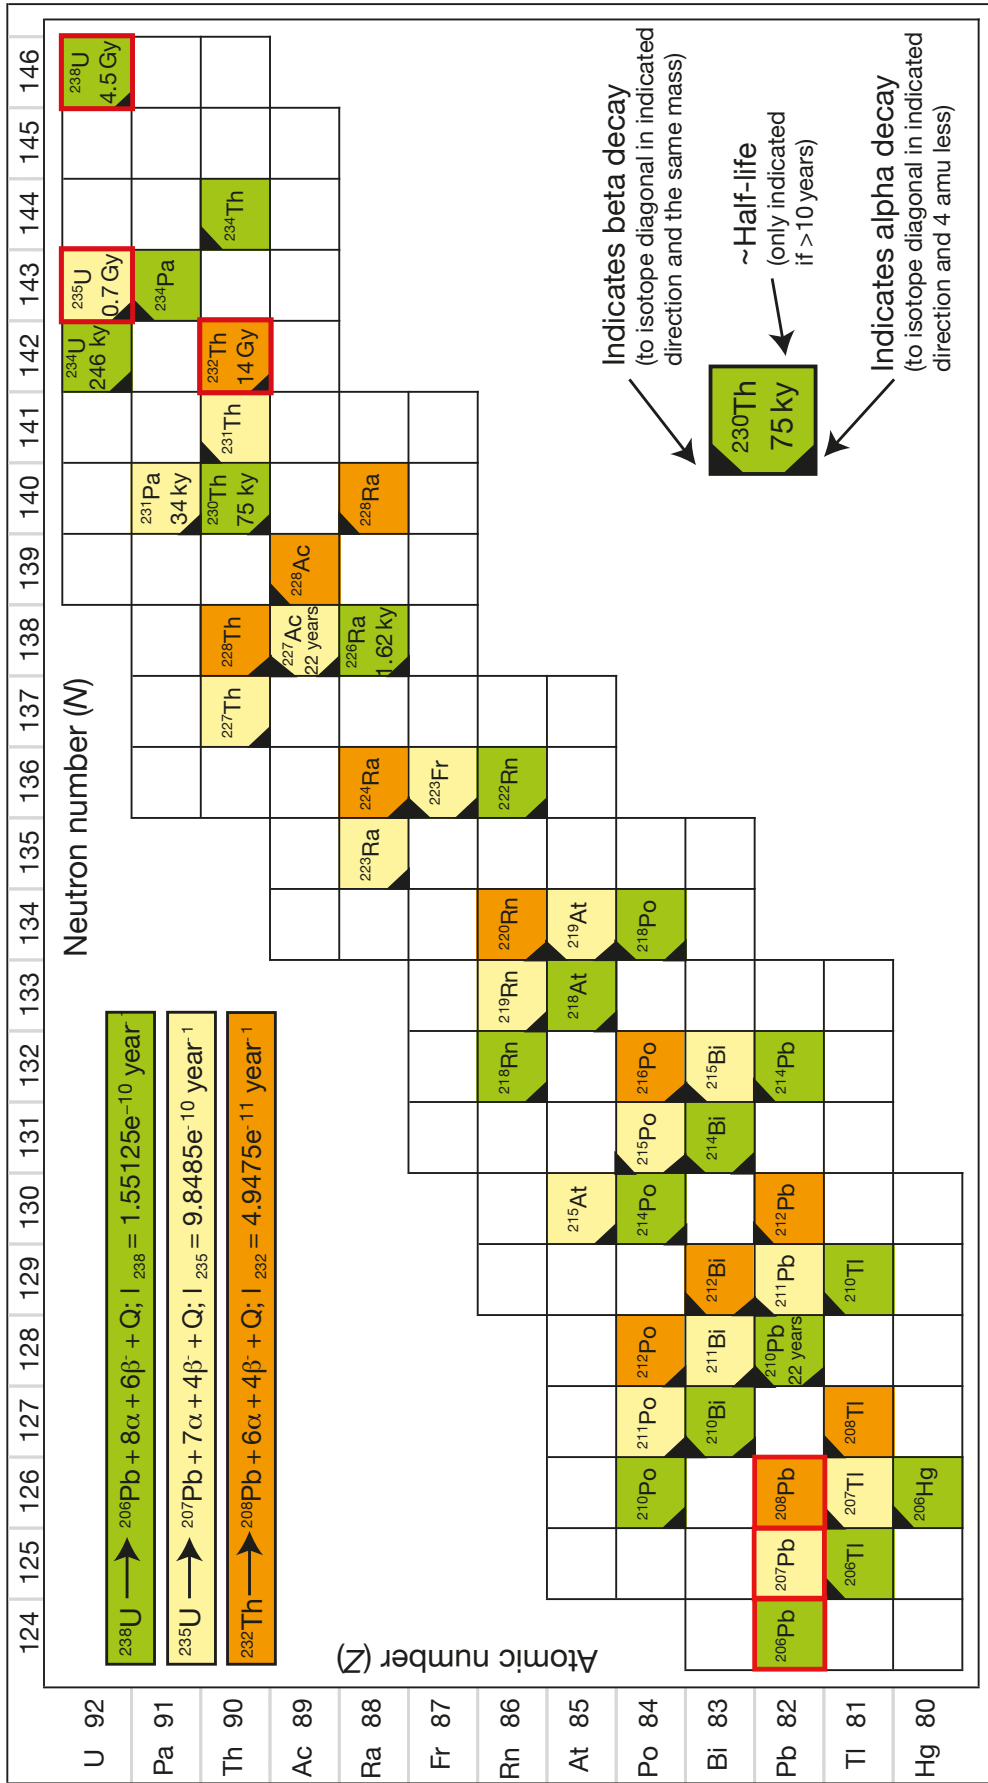 124 125 126 127 128 129 130 131 132 133 134 135 136 137 138 139 140 141 142 143 144 145 146
Neutron number (N)
²³⁸U ⟶ ²⁰⁶Pb + 8α + 6β⁻ + Q; l ₂₃₈ = 1.55125e⁻¹⁰ year⁻¹
²³⁵U ⟶ ²⁰⁷Pb + 7α + 4β⁻ + Q; l ₂₃₅ = 9.8485e⁻¹⁰ year⁻¹
²³²Th ⟶ ²⁰⁸Pb + 6α + 4β⁻ + Q; l ₂₃₂ = 4.9475e⁻¹¹ year⁻¹
Atomic number (Z)
U 92
²³⁴U
246 ky
²³⁵U
0.7 Gy
²³⁸U
4.5 Gy
Pa 91
²³¹Pa
34 ky
²³⁴Pa
Th 90
²²⁷Th
²²⁸Th
²³⁰Th
75 ky
²³¹Th
²³²Th
14 Gy
²³⁴Th
Ac 89
²²⁷Ac
22 years
²²⁸Ac
Ra 88
²²³Ra
²²⁴Ra
²²⁶Ra
1.62 ky
²²⁸Ra
Fr 87
²²³Fr
Rn 86
²¹⁸Rn
²¹⁹Rn
²²⁰Rn
²²²Rn
At 85
²¹⁵At
²¹⁸At
²¹⁹At
Po 84
²¹⁰Po
²¹¹Po
²¹²Po
²¹⁴Po
²¹⁵Po
²¹⁶Po
²¹⁸Po
Bi 83
²¹⁰Bi
²¹¹Bi
²¹²Bi
²¹⁴Bi
²¹⁵Bi
Pb 82
²⁰⁶Pb
²⁰⁷Pb
²⁰⁸Pb
²¹⁰Pb
22 years
²¹¹Pb
²¹²Pb
²¹⁴Pb
Tl 81
²⁰⁶Tl
²⁰⁷Tl
²⁰⁸Tl
²¹⁰Tl
Hg 80
²⁰⁶Hg
Indicates beta decay
(to isotope diagonal in indicated
direction and the same mass)
²³⁰Th
75 ky
~Half-life
(only indicated
if >10 years)
Indicates alpha decay
(to isotope diagonal in indicated
direction and 4 amu less)